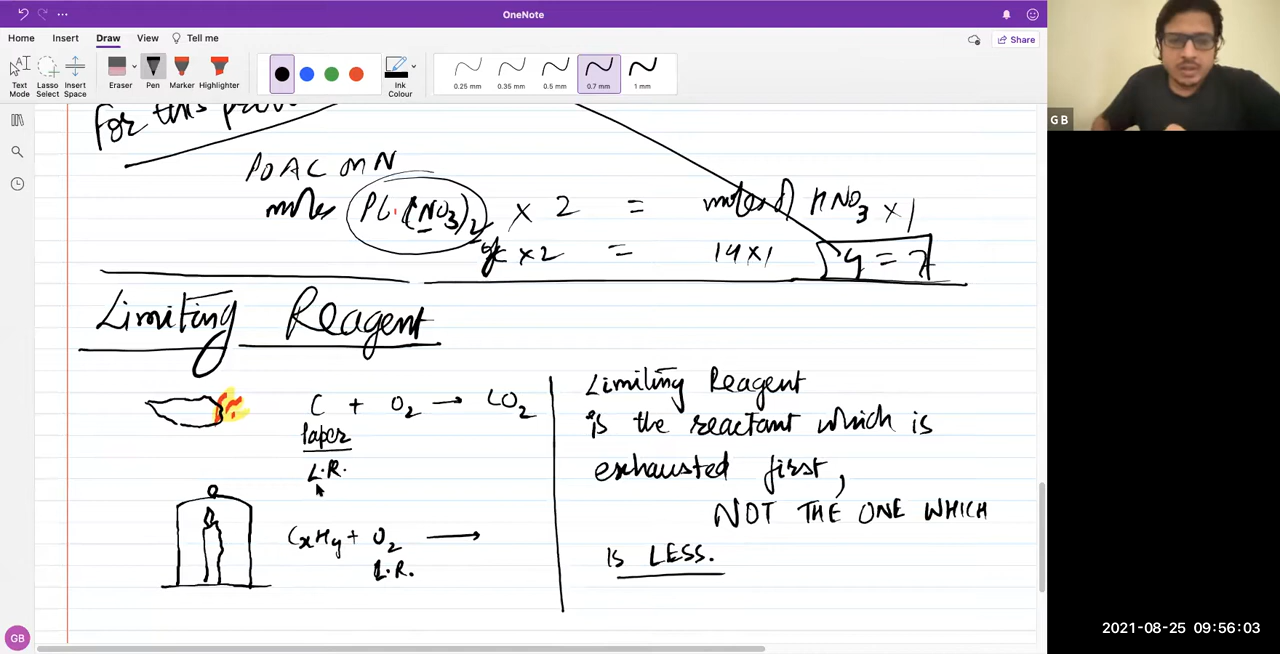 OneNote
Home Insert Draw View Tell me
Share
Text Mode
Lasso Select
Insert Space
Eraser
Pen
Marker
Highlighter
Ink Colour
0.25 mm 0.35 mm 0.5 mm 0.7 mm 1 mm
G B
for this
POAC ON N
moles Pb(NO3)2 × 2 = moles of HNO3 × 1
× 2 = 14 × 1 y = 7
Limiting Reagent
C + O2 → CO2
Paper
L.R.
CxHy + O2 →
L.R.
Limiting Reagent
is the reactant which is
exhausted first,
NOT THE ONE WHICH
is LESS.
GB
2021-08-25 09:56:03